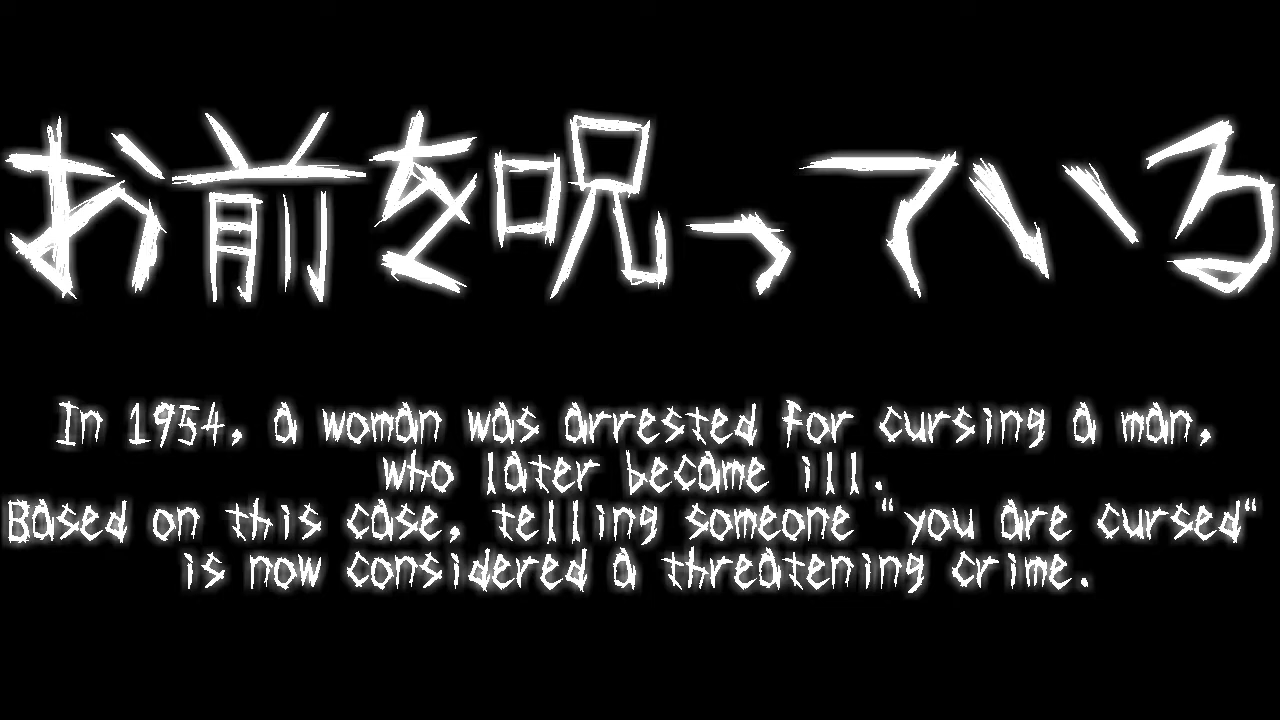 お前を呪っている
In 1954, a woman was arrested for cursing a man,
who later became ill.
Based on this case, telling someone "you are cursed"
is now considered a threatening crime.